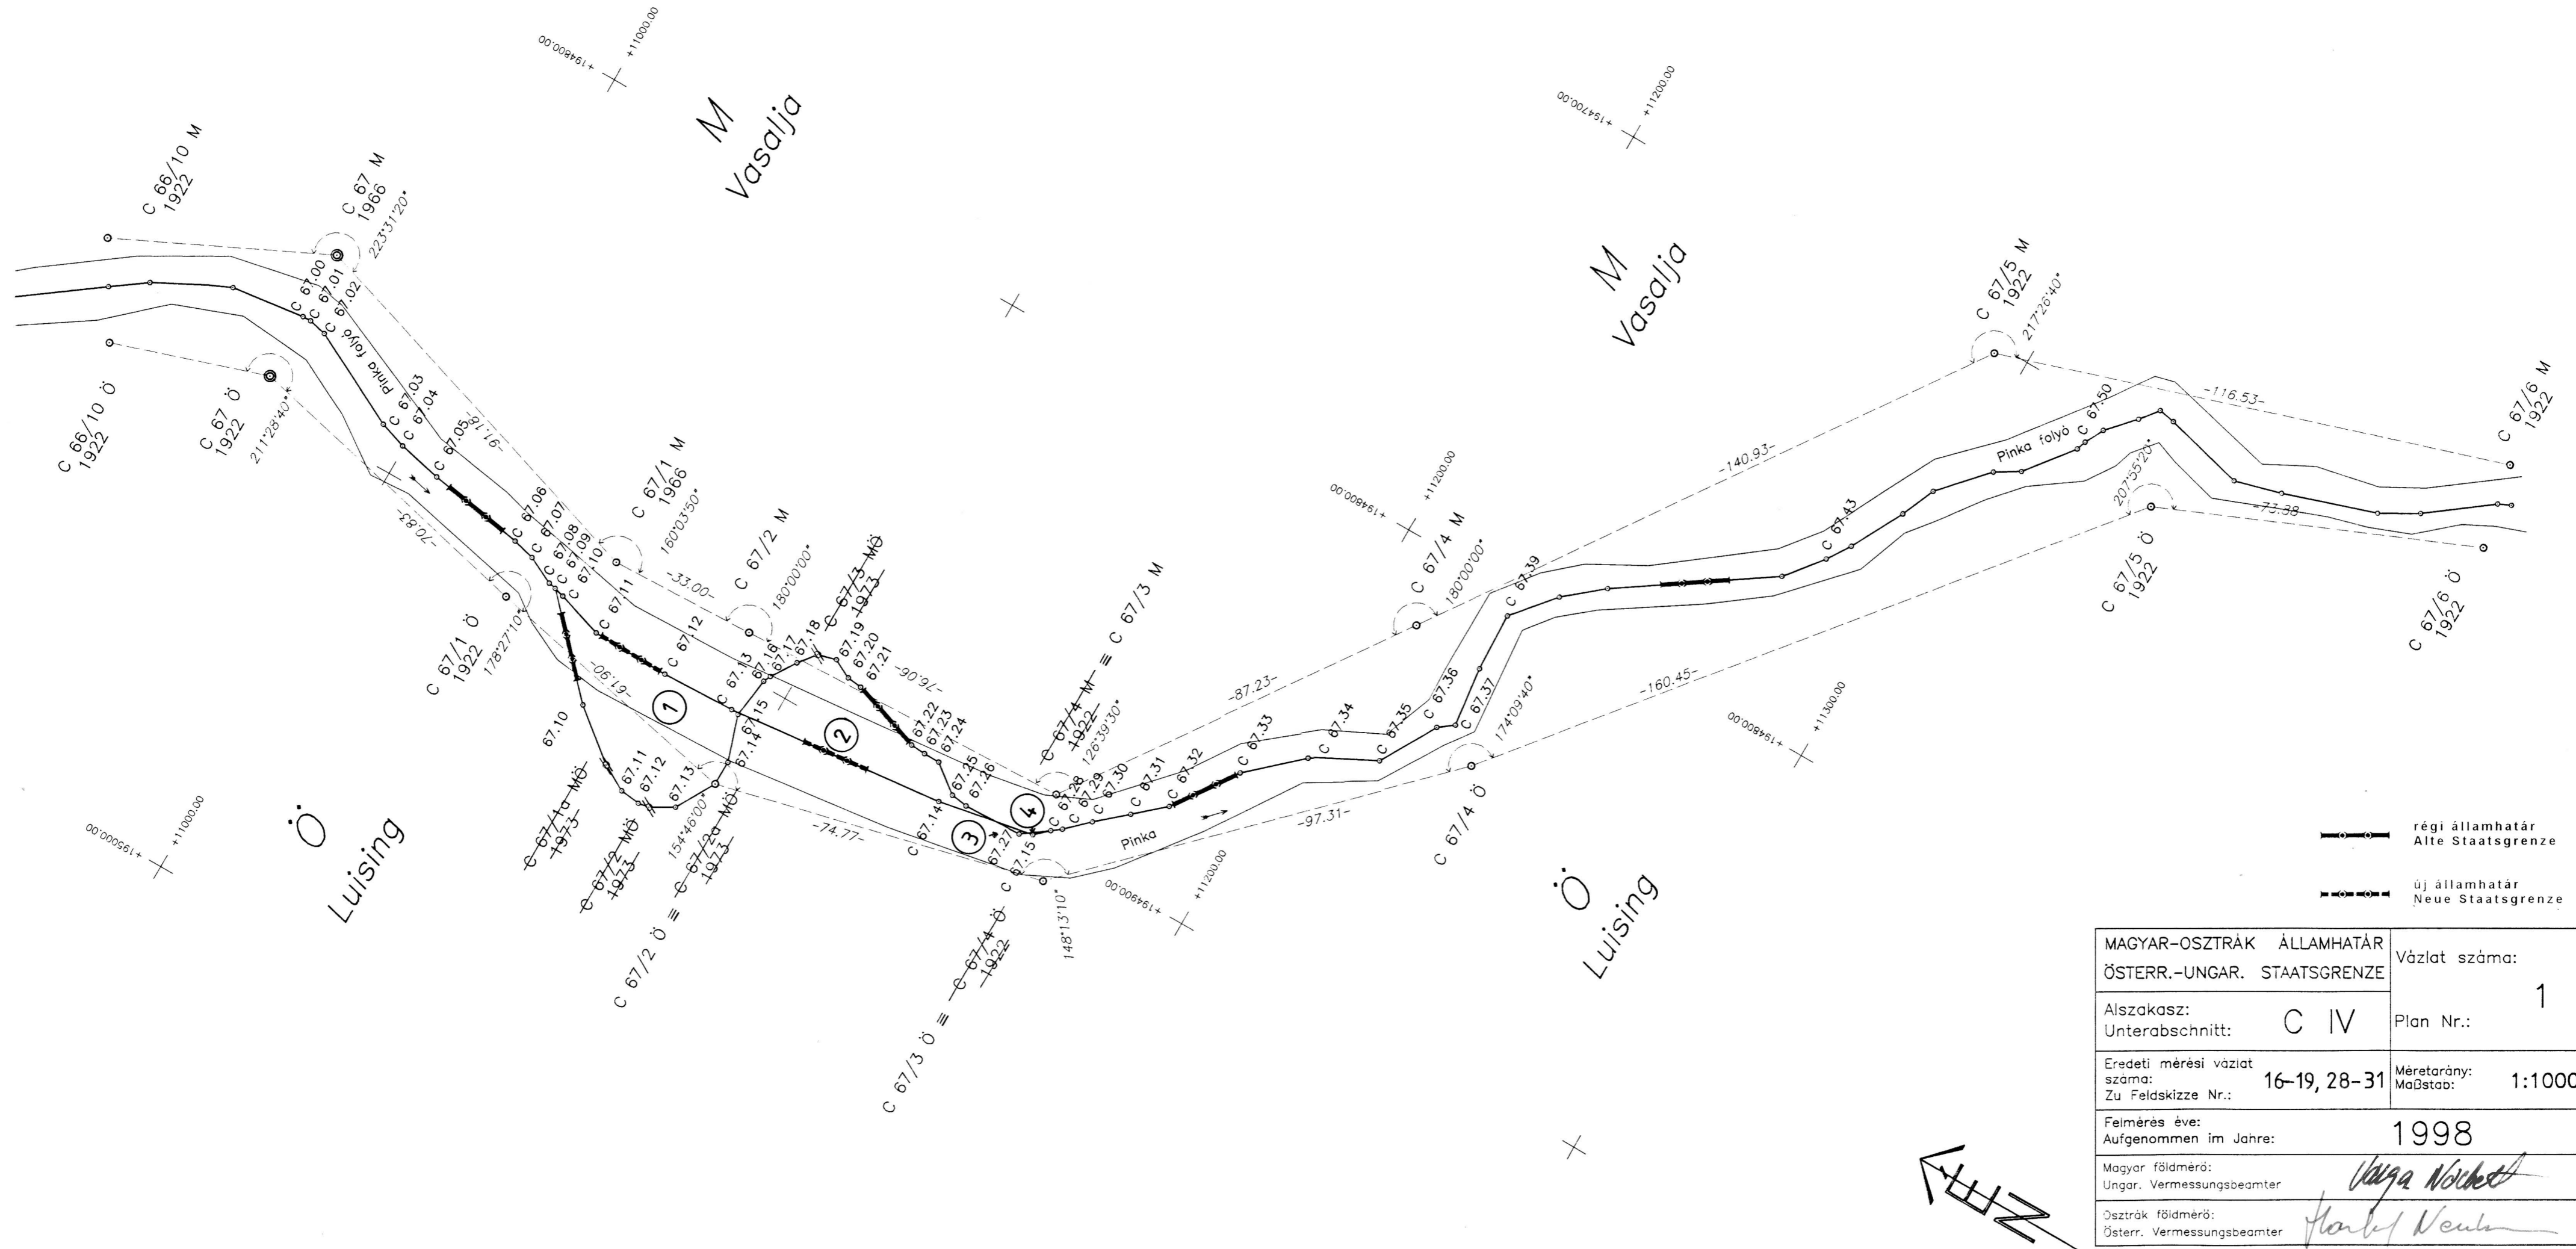 +194800.00
+11000.00
M
Vasalja
+194700.00
+11200.00
M
Vasalja
C 66/10 M
1922
C 67 M
1966
223°31'20"
C 67.00
C 67.01
C 67.02
Pinka folyó
C 66/10 Ö
1922
C 67 Ö
1922
211°28'40"
C 67.03
C 67.04
C 67.05
-91.18-
C 67.06
C 67.07
C 67.08
C 67.09
C 67.10
C 67.11
C 67.12
C 67.13
-70.83-
C 67/1 M
1966
160°03'50"
-33.00-
C 67/2 M
180°00'00"
C 67/3 MÖ
1973
67.16
67.17
67.18
67.19
67.20
67.21
-76.06-
67.22
67.23
67.24
67.25
67.26
C 67/4 M ≡ C 67/3 M
1922
126°39'30"
C 67/1 Ö
1922
178°27'10"
-61.90-
1
2
3
4
67.10
67.11
67.12
67.13
67.14
67.15
C 67/1a MÖ
1973
C 67/2 MÖ
1973
154°46'00"
C 67/2 Ö ≡ C 67/2a MÖ
1973
-74.77-
C 67.14
67.27
C 67.15
C 67.28
C 67.29
C 67.30
C 67.31
C 67.32
C 67.33
C 67.34
C 67.35
C 67.36
C 67.37
C 67.39
C 67.43
C 67.50
Pinka
C 67/3 Ö ≡ C 67/4 Ö
1922
148°13'10"
+194900.00
+11200.00
-87.23-
-97.31-
C 67/4 M
180°00'00"
+194800.00
+11200.00
-140.93-
C 67/4 Ö
174°09'40"
-160.45-
+194800.00
+11300.00
C 67/5 M
1922
217°26'40"
Pinka folyó
-116.53-
207°55'20"
-73.38-
C 67/5 Ö
1922
C 67/6 M
1922
C 67/6 Ö
1922
+195000.00
+11000.00
Ö
Luising
Ö
Luising
régi államhatár
Alte Staatsgrenze
új államhatár
Neue Staatsgrenze
MAGYAR-OSZTRÁK ÁLLAMHATÁR
ÖSTERR.-UNGAR. STAATSGRENZE
Vázlat száma:
1
Plan Nr.:
Alszakasz:
Unterabschnitt:
C IV
Eredeti mérési vázlat
száma:
Zu Feldskizze Nr.:
16-19, 28-31
Méretarány:
Maßstab:
1:1000
Felmérés éve:
Aufgenommen im Jahre:
1998
Magyar földmérő:
Ungar. Vermessungsbeamter
Varga Norbert
Osztrák földmérő:
Österr. Vermessungsbeamter